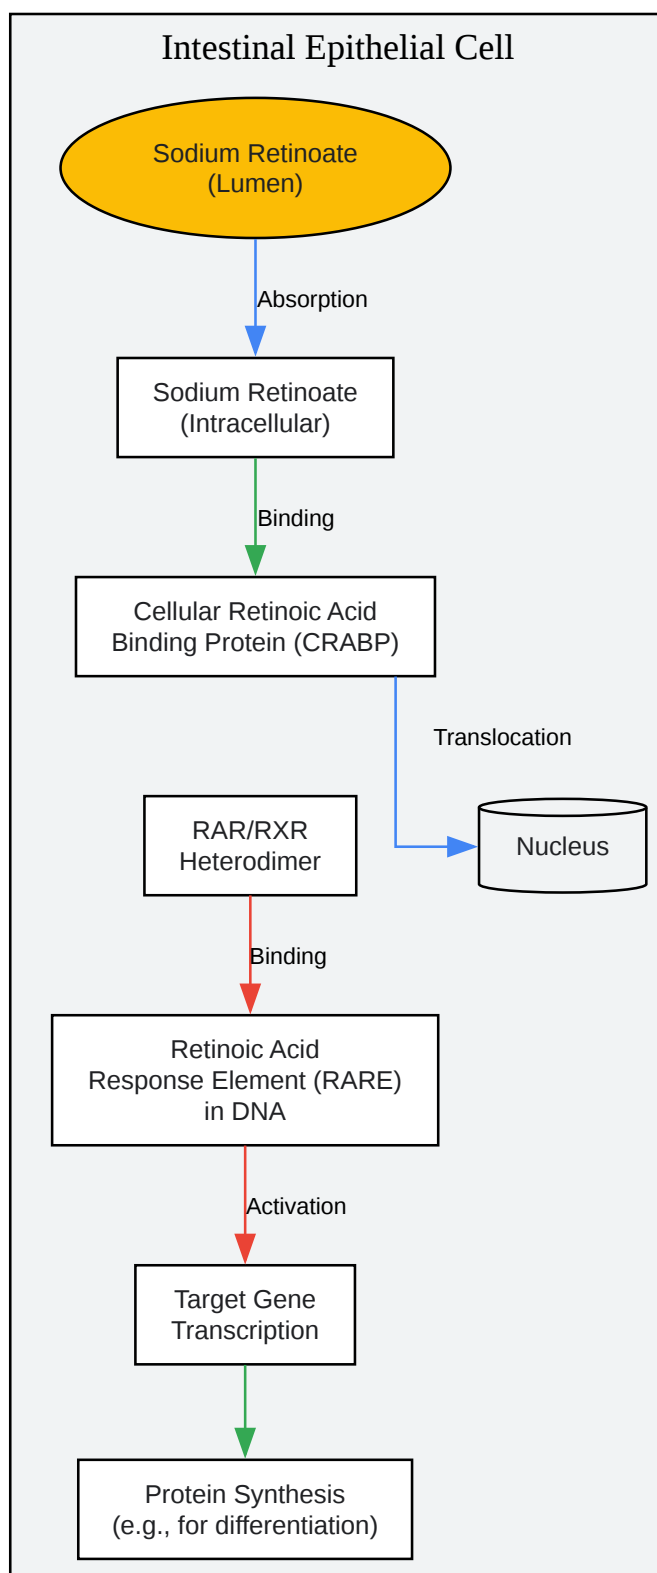 Intestinal Epithelial Cell
Sodium Retinoate
(Lumen)
Absorption
Sodium Retinoate
(Intracellular)
Binding
Cellular Retinoic Acid
Binding Protein (CRABP)
Translocation
RAR/RXR
Heterodimer
Nucleus
Binding
Retinoic Acid
Response Element (RARE)
in DNA
Activation
Target Gene
Transcription
Protein Synthesis
(e.g., for differentiation)